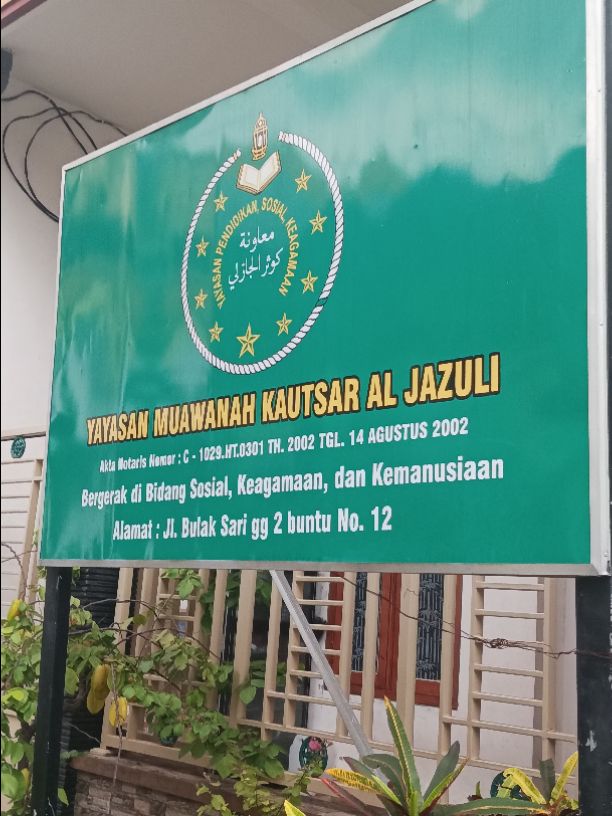 YAYASAN PENDIDIKAN, SOSIAL, KEAGAMAAN
معاونة
كوثر الجازلي
YAYASAN MUAWANAH KAUTSAR AL JAZULI
Akta Notaris Nomor : C - 1029.HT.0301 TH. 2002 TGL. 14 AGUSTUS 2002
Bergerak di Bidang Sosial, Keagamaan, dan Kemanusiaan
Alamat : Jl. Bulak Sari gg 2 buntu No. 12